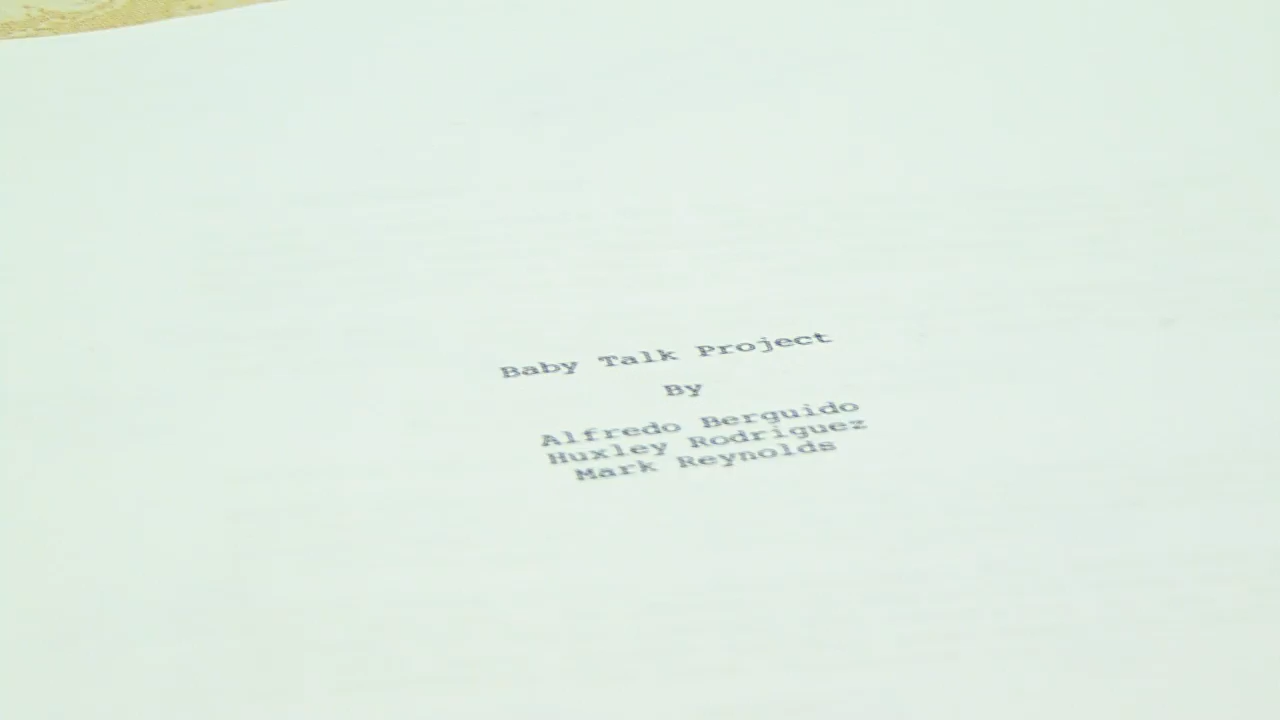 Baby Talk Project
By
Alfredo Berguido
Huxley Rodriguez
Mark Reynolds